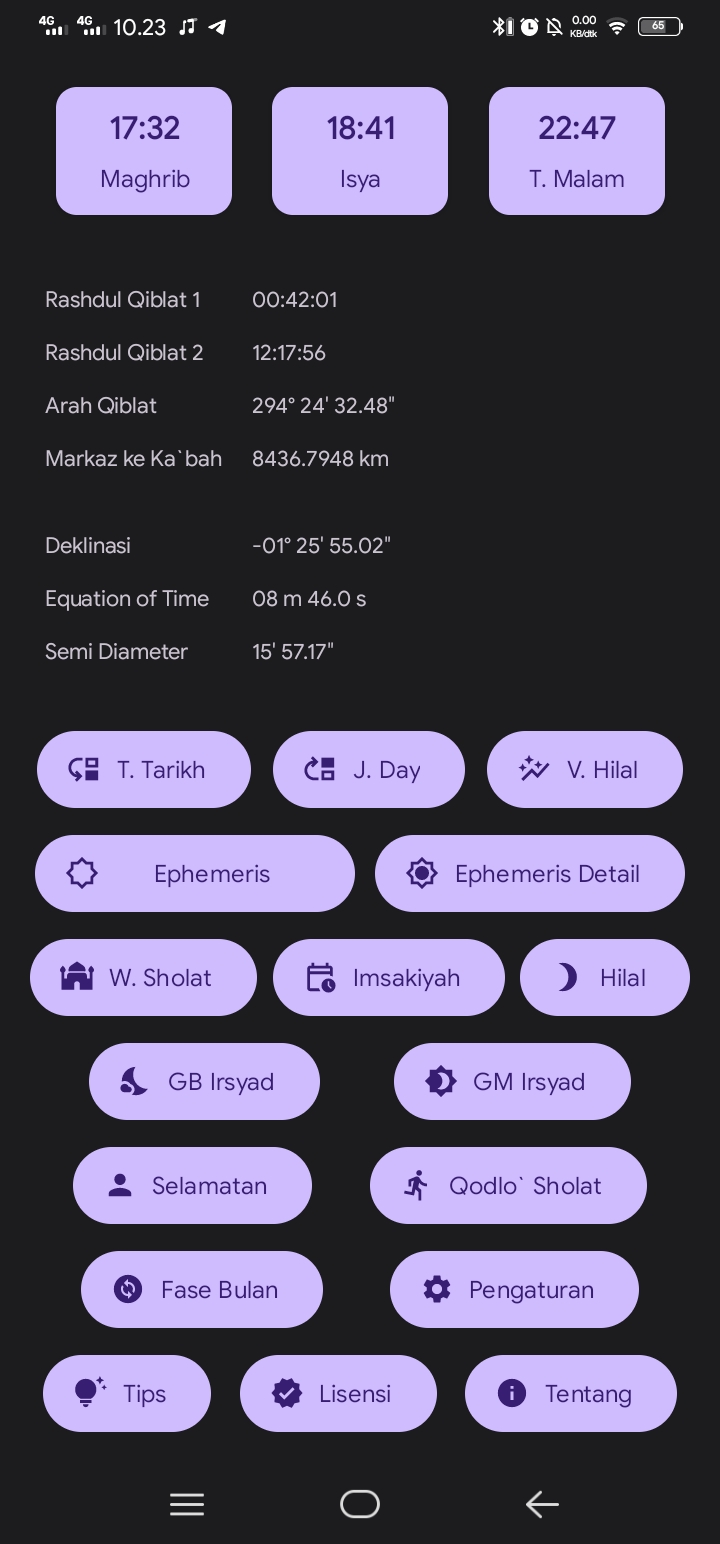 4G 4G 10.23 0.00 KB/dtk 65
17:32 18:41 22:47
Maghrib Isya T. Malam
Rashdul Qiblat 1 00:42:01
Rashdul Qiblat 2 12:17:56
Arah Qiblat 294° 24' 32.48"
Markaz ke Ka`bah 8436.7948 km
Deklinasi -01° 25' 55.02"
Equation of Time 08 m 46.0 s
Semi Diameter 15' 57.17"
T. Tarikh J. Day V. Hilal
Ephemeris Ephemeris Detail
W. Sholat Imsakiyah Hilal
GB Irsyad GM Irsyad
Selamatan Qodlo` Sholat
Fase Bulan Pengaturan
Tips Lisensi Tentang